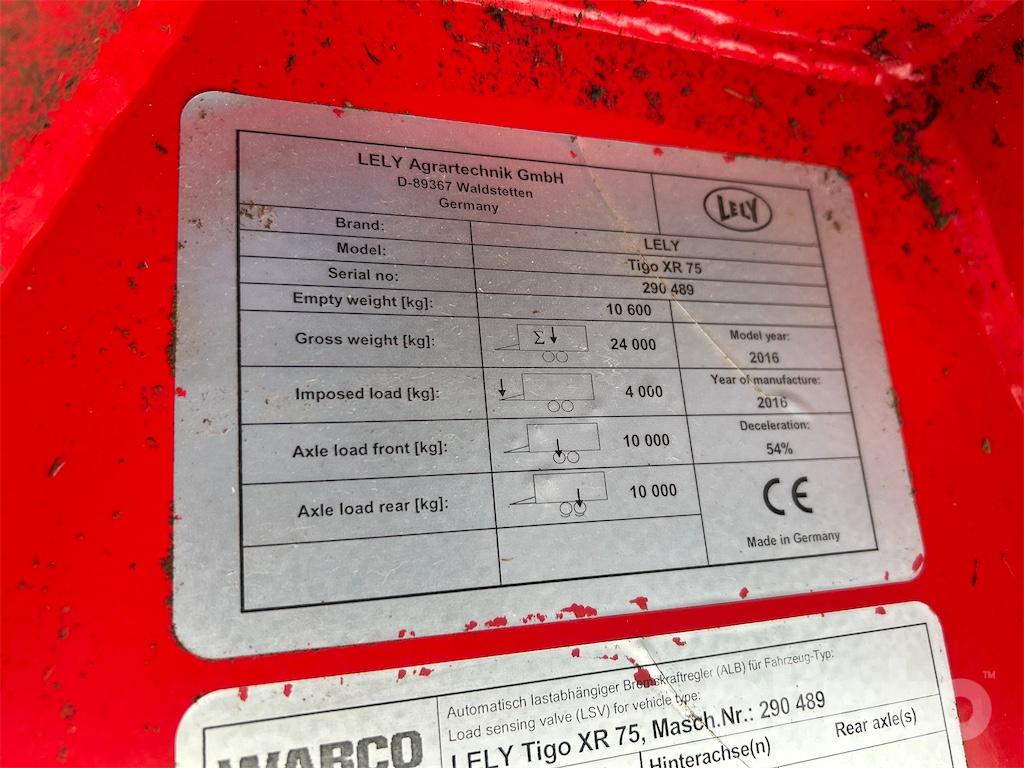 LELY Agrartechnik GmbH
D-89367 Waldstetten
Germany
LELY
Brand: LELY
Model: Tigo XR 75
Serial no: 290 489
Empty weight [kg]: 10 600
Gross weight [kg]: Σ 24 000
Model year:
2016
Imposed load [kg]: 4 000
Year of manufacture:
2016
Axle load front [kg]: 10 000
Deceleration:
54%
Axle load rear [kg]: 10 000
CE
Made in Germany
WABCO
Automatisch lastabhängiger Bremskraftregler (ALB) für Fahrzeug-Typ:
Load sensing valve (LSV) for vehicle type:
LELY Tigo XR 75, Masch.Nr.: 290 489
Hinterachse(n) Rear axle(s)